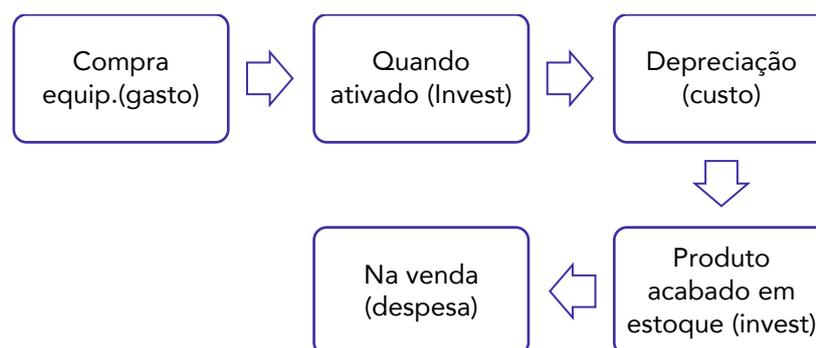 Compra
equip.(gasto)
Quando
ativado (Invest)
Depreciação
(custo)
Produto
acabado em
estoque (invest)
Na venda
(despesa)